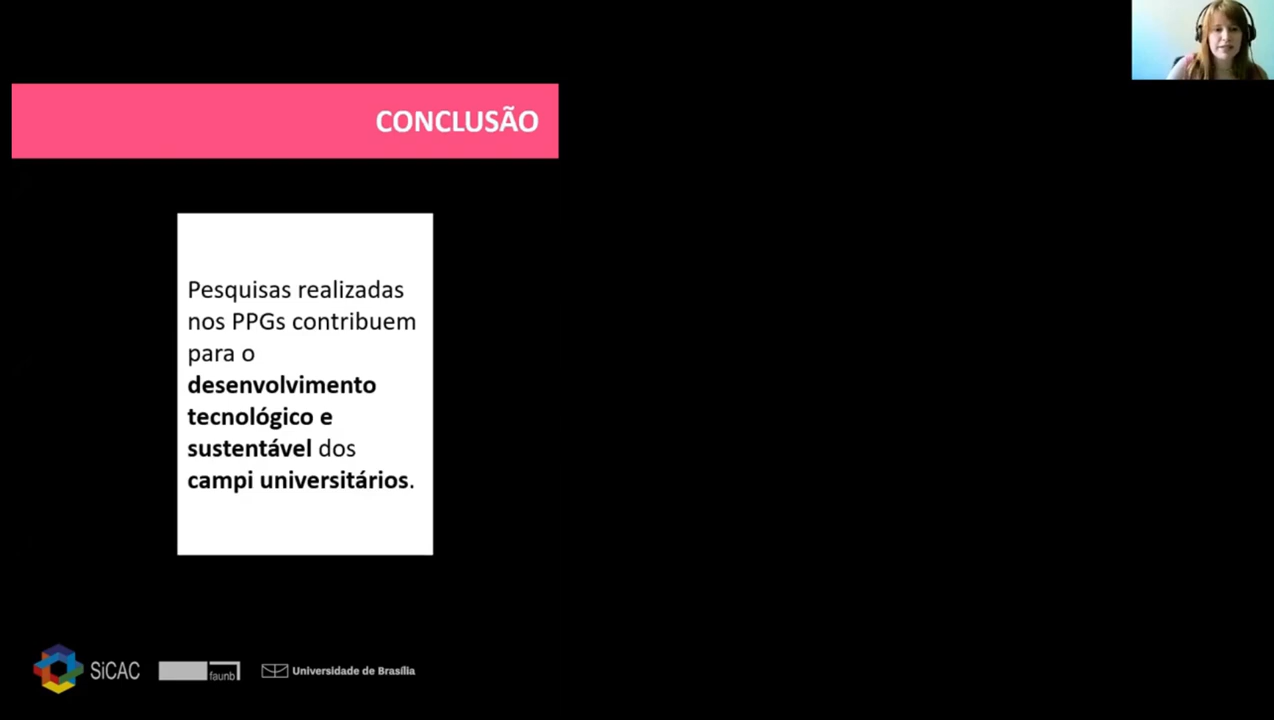 CONCLUSÃO
Pesquisas realizadas
nos PPGs contribuem
para o
desenvolvimento
tecnológico e
sustentável dos
campi universitários.
SiCAC
faunb
Universidade de Brasília